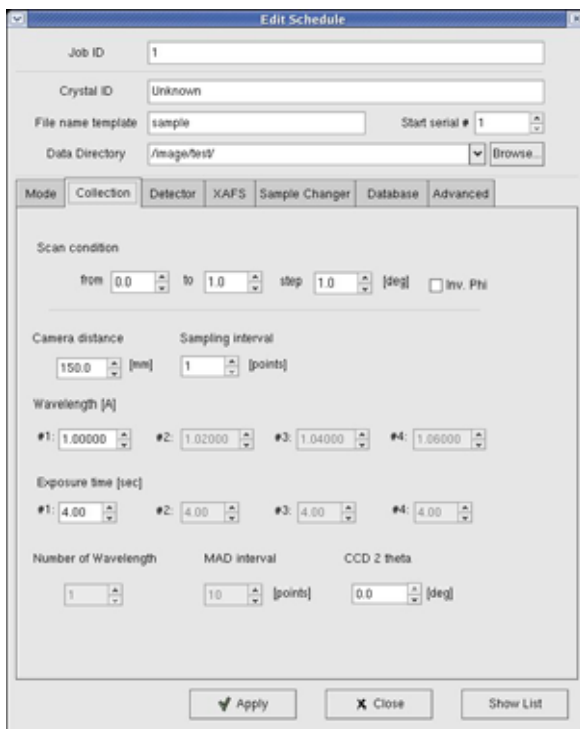 Edit Schedule
Job ID 1
Crystal ID Unknown
File name template sample Start serial # 1
Data Directory /image/test/ Browse...
Mode Collection Detector XAFS Sample Changer Database Advanced
Scan condition
from 0.0 to 1.0 step 1.0 [deg] Inv. Phi
Camera distance Sampling interval
150.0 [mm] 1 [points]
Wavelength [A]
#1: 1.00000 #2: 1.02000 #3: 1.04000 #4: 1.06000
Exposure time [sec]
#1: 4.00 #2: 4.00 #3: 4.00 #4: 4.00
Number of Wavelength MAD interval CCD 2 theta
1 10 [points] 0.0 [deg]
Apply Close Show List